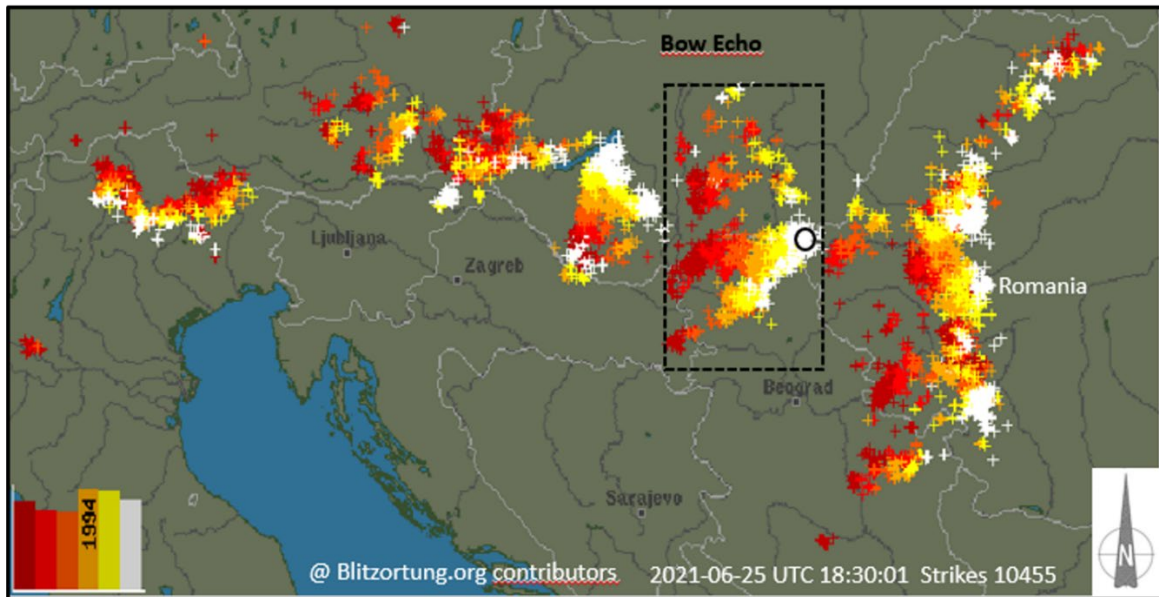 Bow Echo
Ljubljana
Zagreb
Romania
Beograd
Sarajevo
1994
@ Blitzortung.org contributors 2021-06-25 UTC 18:30:01 Strikes 10455
N